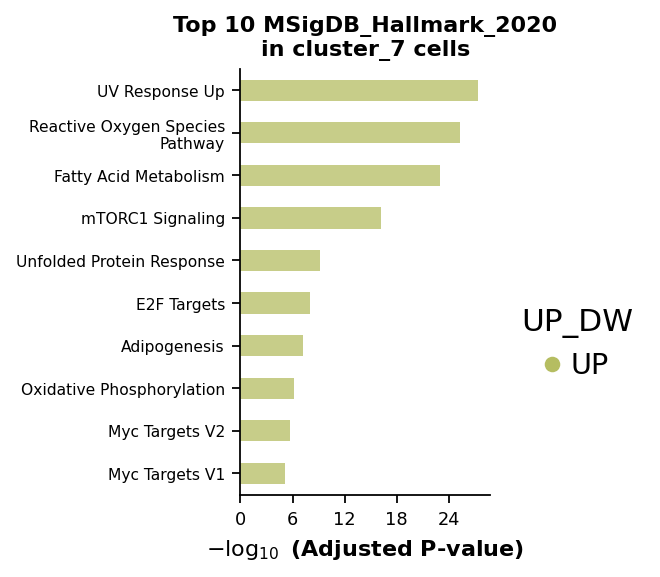 Top 10 MSigDB_Hallmark_2020
in cluster_7 cells
UV Response Up
Reactive Oxygen Species
Pathway
Fatty Acid Metabolism
mTORC1 Signaling
Unfolded Protein Response
E2F Targets
Adipogenesis
Oxidative Phosphorylation
Myc Targets V2
Myc Targets V1
0 6 12 18 24
−log₁₀ (Adjusted P-value)
UP_DW
UP